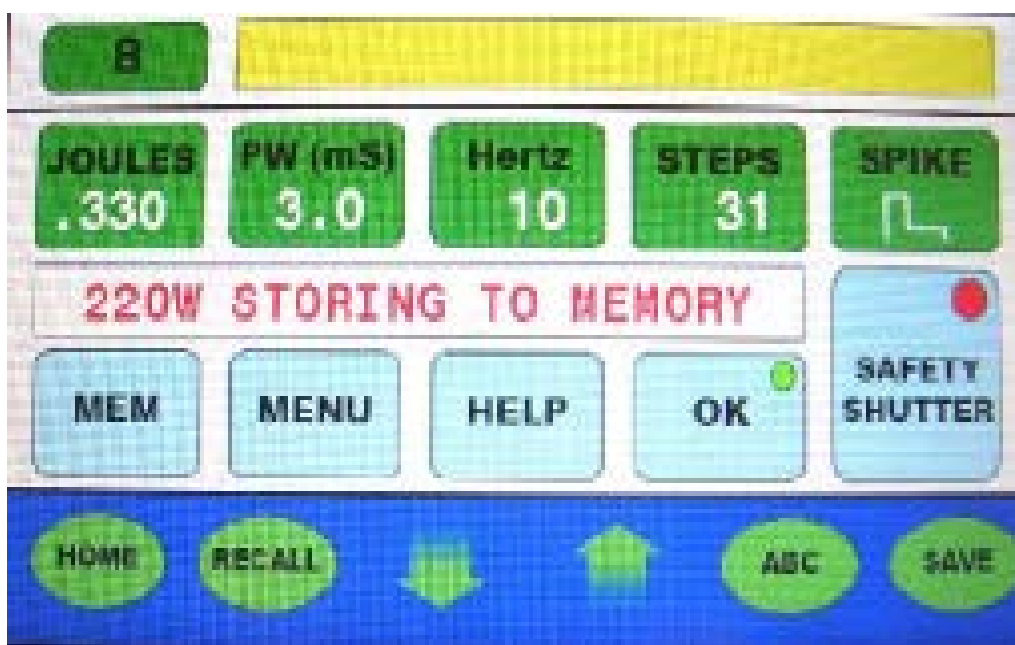 8
JOULES PW (mS) Hertz STEPS SPIKE
.330 3.0 10 31
220W STORING TO MEMORY
SAFETY
MEM MENU HELP OK SHUTTER
HOME RECALL ABC SAVE